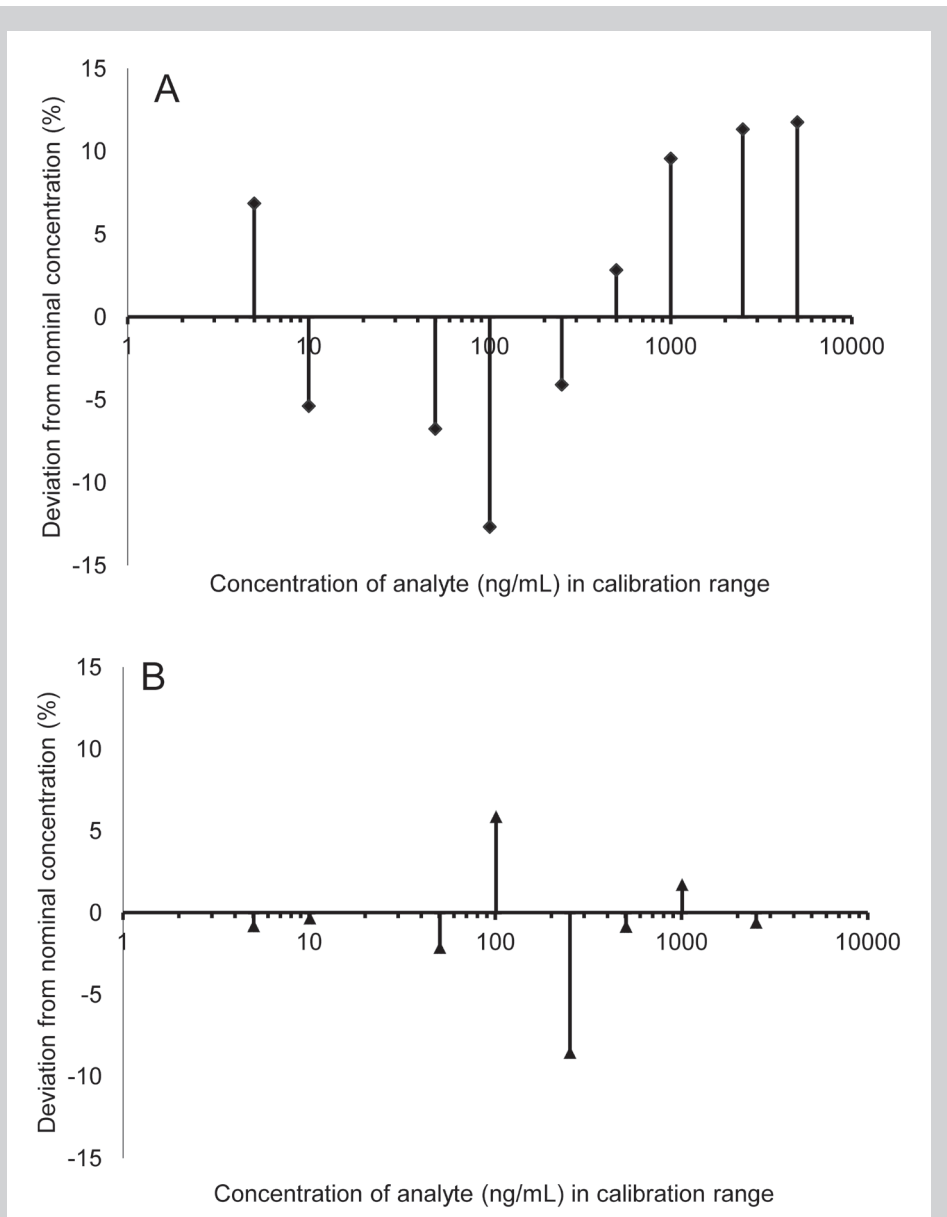 A
Deviation from nominal concentration (%)
15
10
5
0
-5
-10
-15
1 10 100 1000 10000
Concentration of analyte (ng/mL) in calibration range
B
Deviation from nominal concentration (%)
15
10
5
0
-5
-10
-15
1 10 100 1000 10000
Concentration of analyte (ng/mL) in calibration range